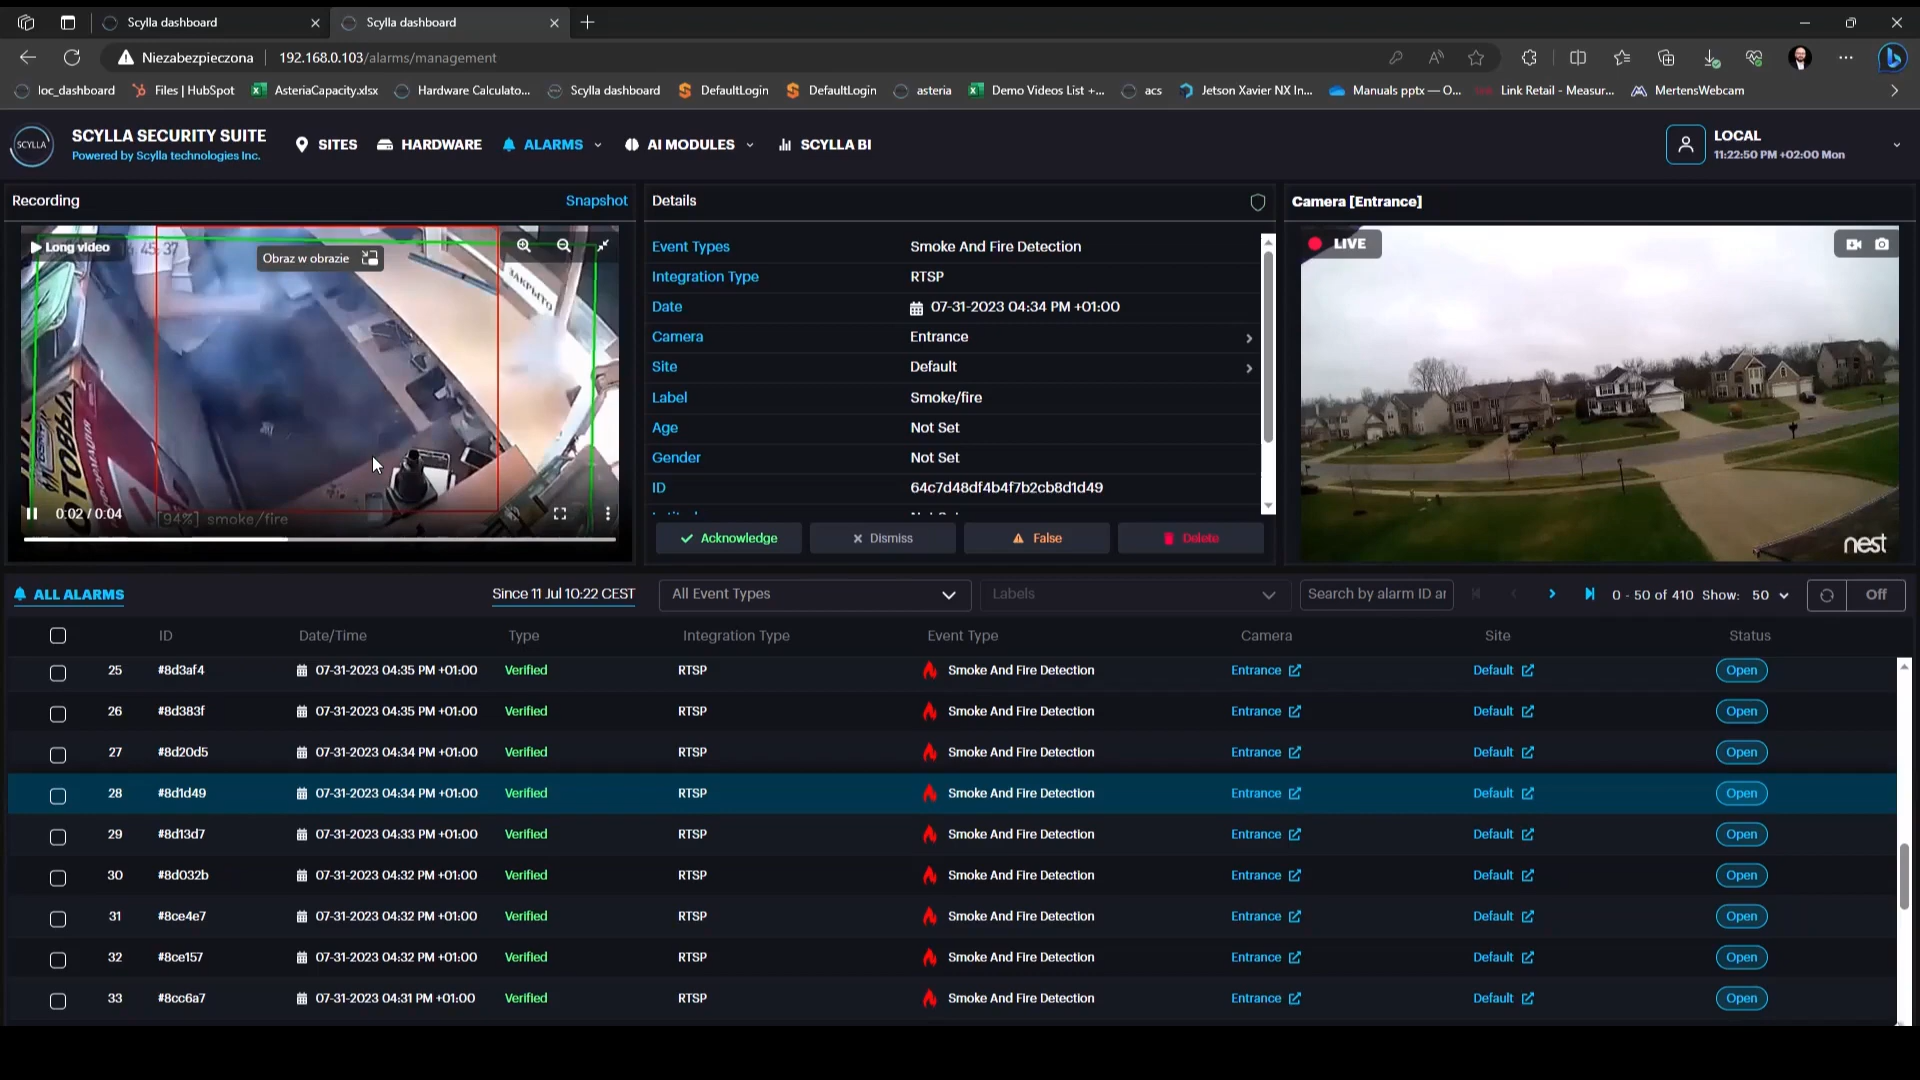 Scylla dashboard
Scylla dashboard
Niezabezpieczona
192.168.0.103/alarms/management
loc_dashboard
Files | HubSpot
AsteriaCapacity.xlsx
Hardware Calculato...
Scylla dashboard
DefaultLogin
DefaultLogin
asteria
Demo Videos List +...
acs
Jetson Xavier NX In...
Manuals pptx — O...
Link Retail - Measur...
MertensWebcam
SCYLLA
SCYLLA SECURITY SUITE
Powered by Scylla technologies Inc.
SITES
HARDWARE
ALARMS
AI MODULES
SCYLLA BI
LOCAL
11:22:50 PM +02:00 Mon
Recording
Snapshot
Long video
45:37
Obraz w obrazie
ЗАКРЫТО
ТОВЫ
0:02 / 0:04
[94%] smoke/fire
Details
Event Types Smoke And Fire Detection
Integration Type RTSP
Date 07-31-2023 04:34 PM +01:00
Camera Entrance
Site Default
Label Smoke/fire
Age Not Set
Gender Not Set
ID 64c7d48df4b4f7b2cb8d1d49
Acknowledge
Dismiss
False
Delete
Camera [Entrance]
LIVE
nest
ALL ALARMS
Since 11 Jul 10:22 CEST
All Event Types
Labels
Search by alarm ID ar
0 - 50 of 410 Show: 50
Off
ID Date/Time Type Integration Type Event Type Camera Site Status
25 #8d3af4 07-31-2023 04:35 PM +01:00 Verified RTSP Smoke And Fire Detection Entrance Default Open
26 #8d383f 07-31-2023 04:35 PM +01:00 Verified RTSP Smoke And Fire Detection Entrance Default Open
27 #8d20d5 07-31-2023 04:34 PM +01:00 Verified RTSP Smoke And Fire Detection Entrance Default Open
28 #8d1d49 07-31-2023 04:34 PM +01:00 Verified RTSP Smoke And Fire Detection Entrance Default Open
29 #8d13d7 07-31-2023 04:33 PM +01:00 Verified RTSP Smoke And Fire Detection Entrance Default Open
30 #8d032b 07-31-2023 04:32 PM +01:00 Verified RTSP Smoke And Fire Detection Entrance Default Open
31 #8ce4e7 07-31-2023 04:32 PM +01:00 Verified RTSP Smoke And Fire Detection Entrance Default Open
32 #8ce157 07-31-2023 04:32 PM +01:00 Verified RTSP Smoke And Fire Detection Entrance Default Open
33 #8cc6a7 07-31-2023 04:31 PM +01:00 Verified RTSP Smoke And Fire Detection Entrance Default Open